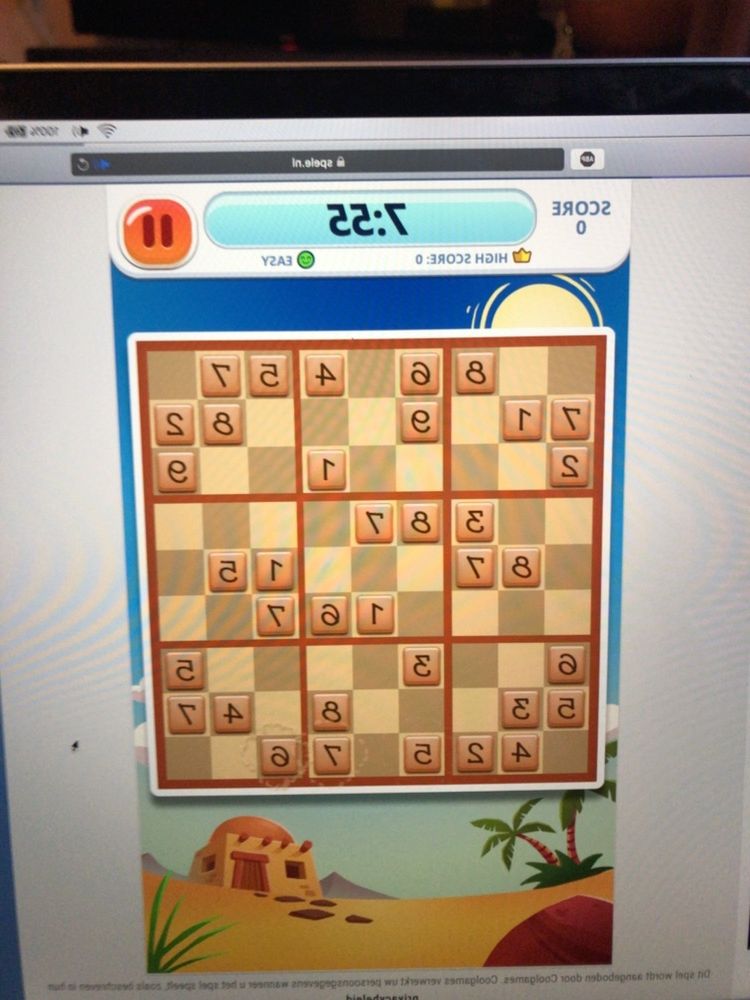 100%
ABP
spele.nl
SCORE
0
7:55
HIGH SCORE: 0
EASY
8 6 4 5 7
7 1 9 8 2
2 1 9
3 8 7
8 7 1 5
1 6 7
6 3 5
5 3 8 4 7
4 2 5 7 6
Dit spel wordt aangeboden door Coolgames. Coolgames verwerkt uw persoonsgegevens wanneer u het spel speelt, zoals beschreven in hun
privacybeleid